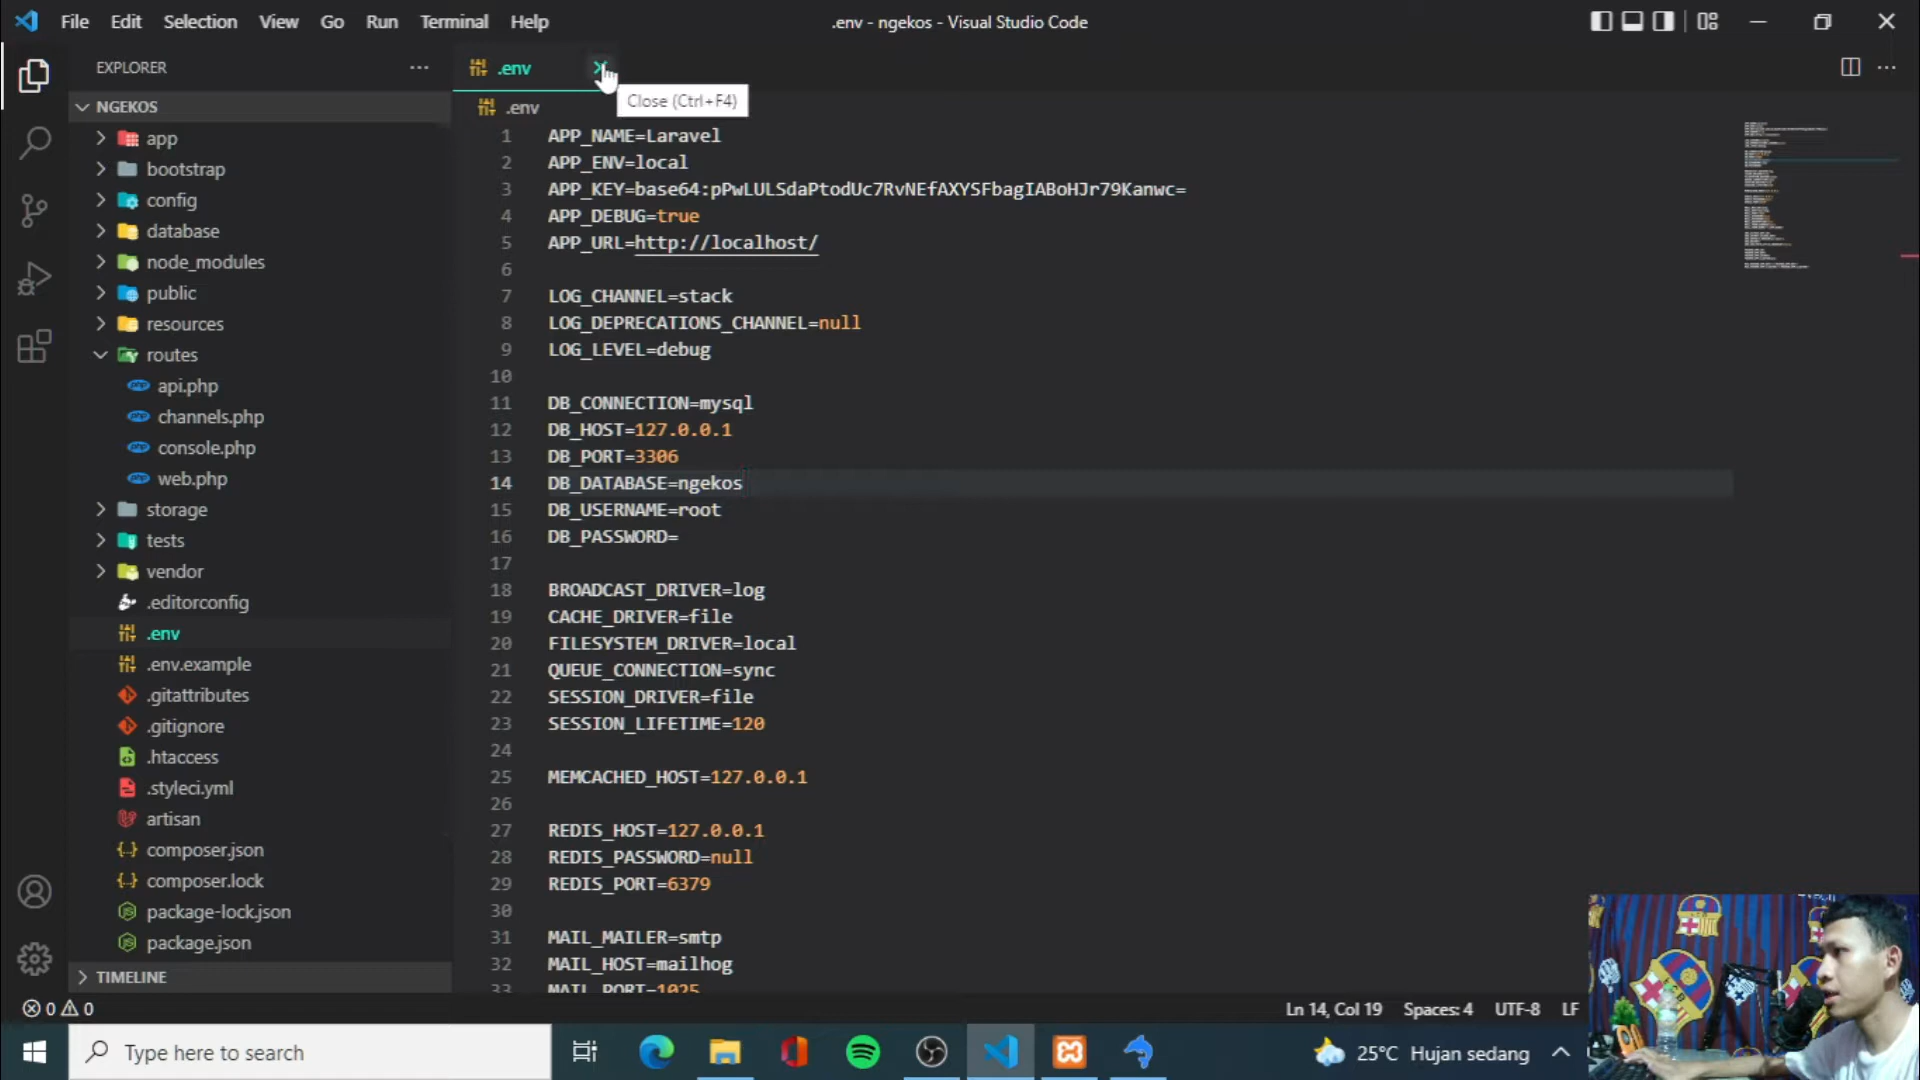 File Edit Selection View Go Run Terminal Help
.env - ngekos - Visual Studio Code
EXPLORER
NGEKOS
app
bootstrap
config
database
node_modules
public
resources
routes
api.php
channels.php
console.php
web.php
storage
tests
vendor
.editorconfig
.env
.env.example
.gitattributes
.gitignore
.htaccess
.styleci.yml
artisan
composer.json
composer.lock
package-lock.json
package.json
TIMELINE
.env
Close (Ctrl+F4)
.env
1 APP_NAME=Laravel
2 APP_ENV=local
3 APP_KEY=base64:pPwLULSdaPtodUc7RvNEfAXYSFbagIABoHJr79Kanwc=
4 APP_DEBUG=true
5 APP_URL=http://localhost/
6
7 LOG_CHANNEL=stack
8 LOG_DEPRECATIONS_CHANNEL=null
9 LOG_LEVEL=debug
10
11 DB_CONNECTION=mysql
12 DB_HOST=127.0.0.1
13 DB_PORT=3306
14 DB_DATABASE=ngekos
15 DB_USERNAME=root
16 DB_PASSWORD=
17
18 BROADCAST_DRIVER=log
19 CACHE_DRIVER=file
20 FILESYSTEM_DRIVER=local
21 QUEUE_CONNECTION=sync
22 SESSION_DRIVER=file
23 SESSION_LIFETIME=120
24
25 MEMCACHED_HOST=127.0.0.1
26
27 REDIS_HOST=127.0.0.1
28 REDIS_PASSWORD=null
29 REDIS_PORT=6379
30
31 MAIL_MAILER=smtp
32 MAIL_HOST=mailhog
33 MAIL_PORT=1025
0 0
Ln 14, Col 19 Spaces: 4 UTF-8 LF
Type here to search
25°C Hujan sedang